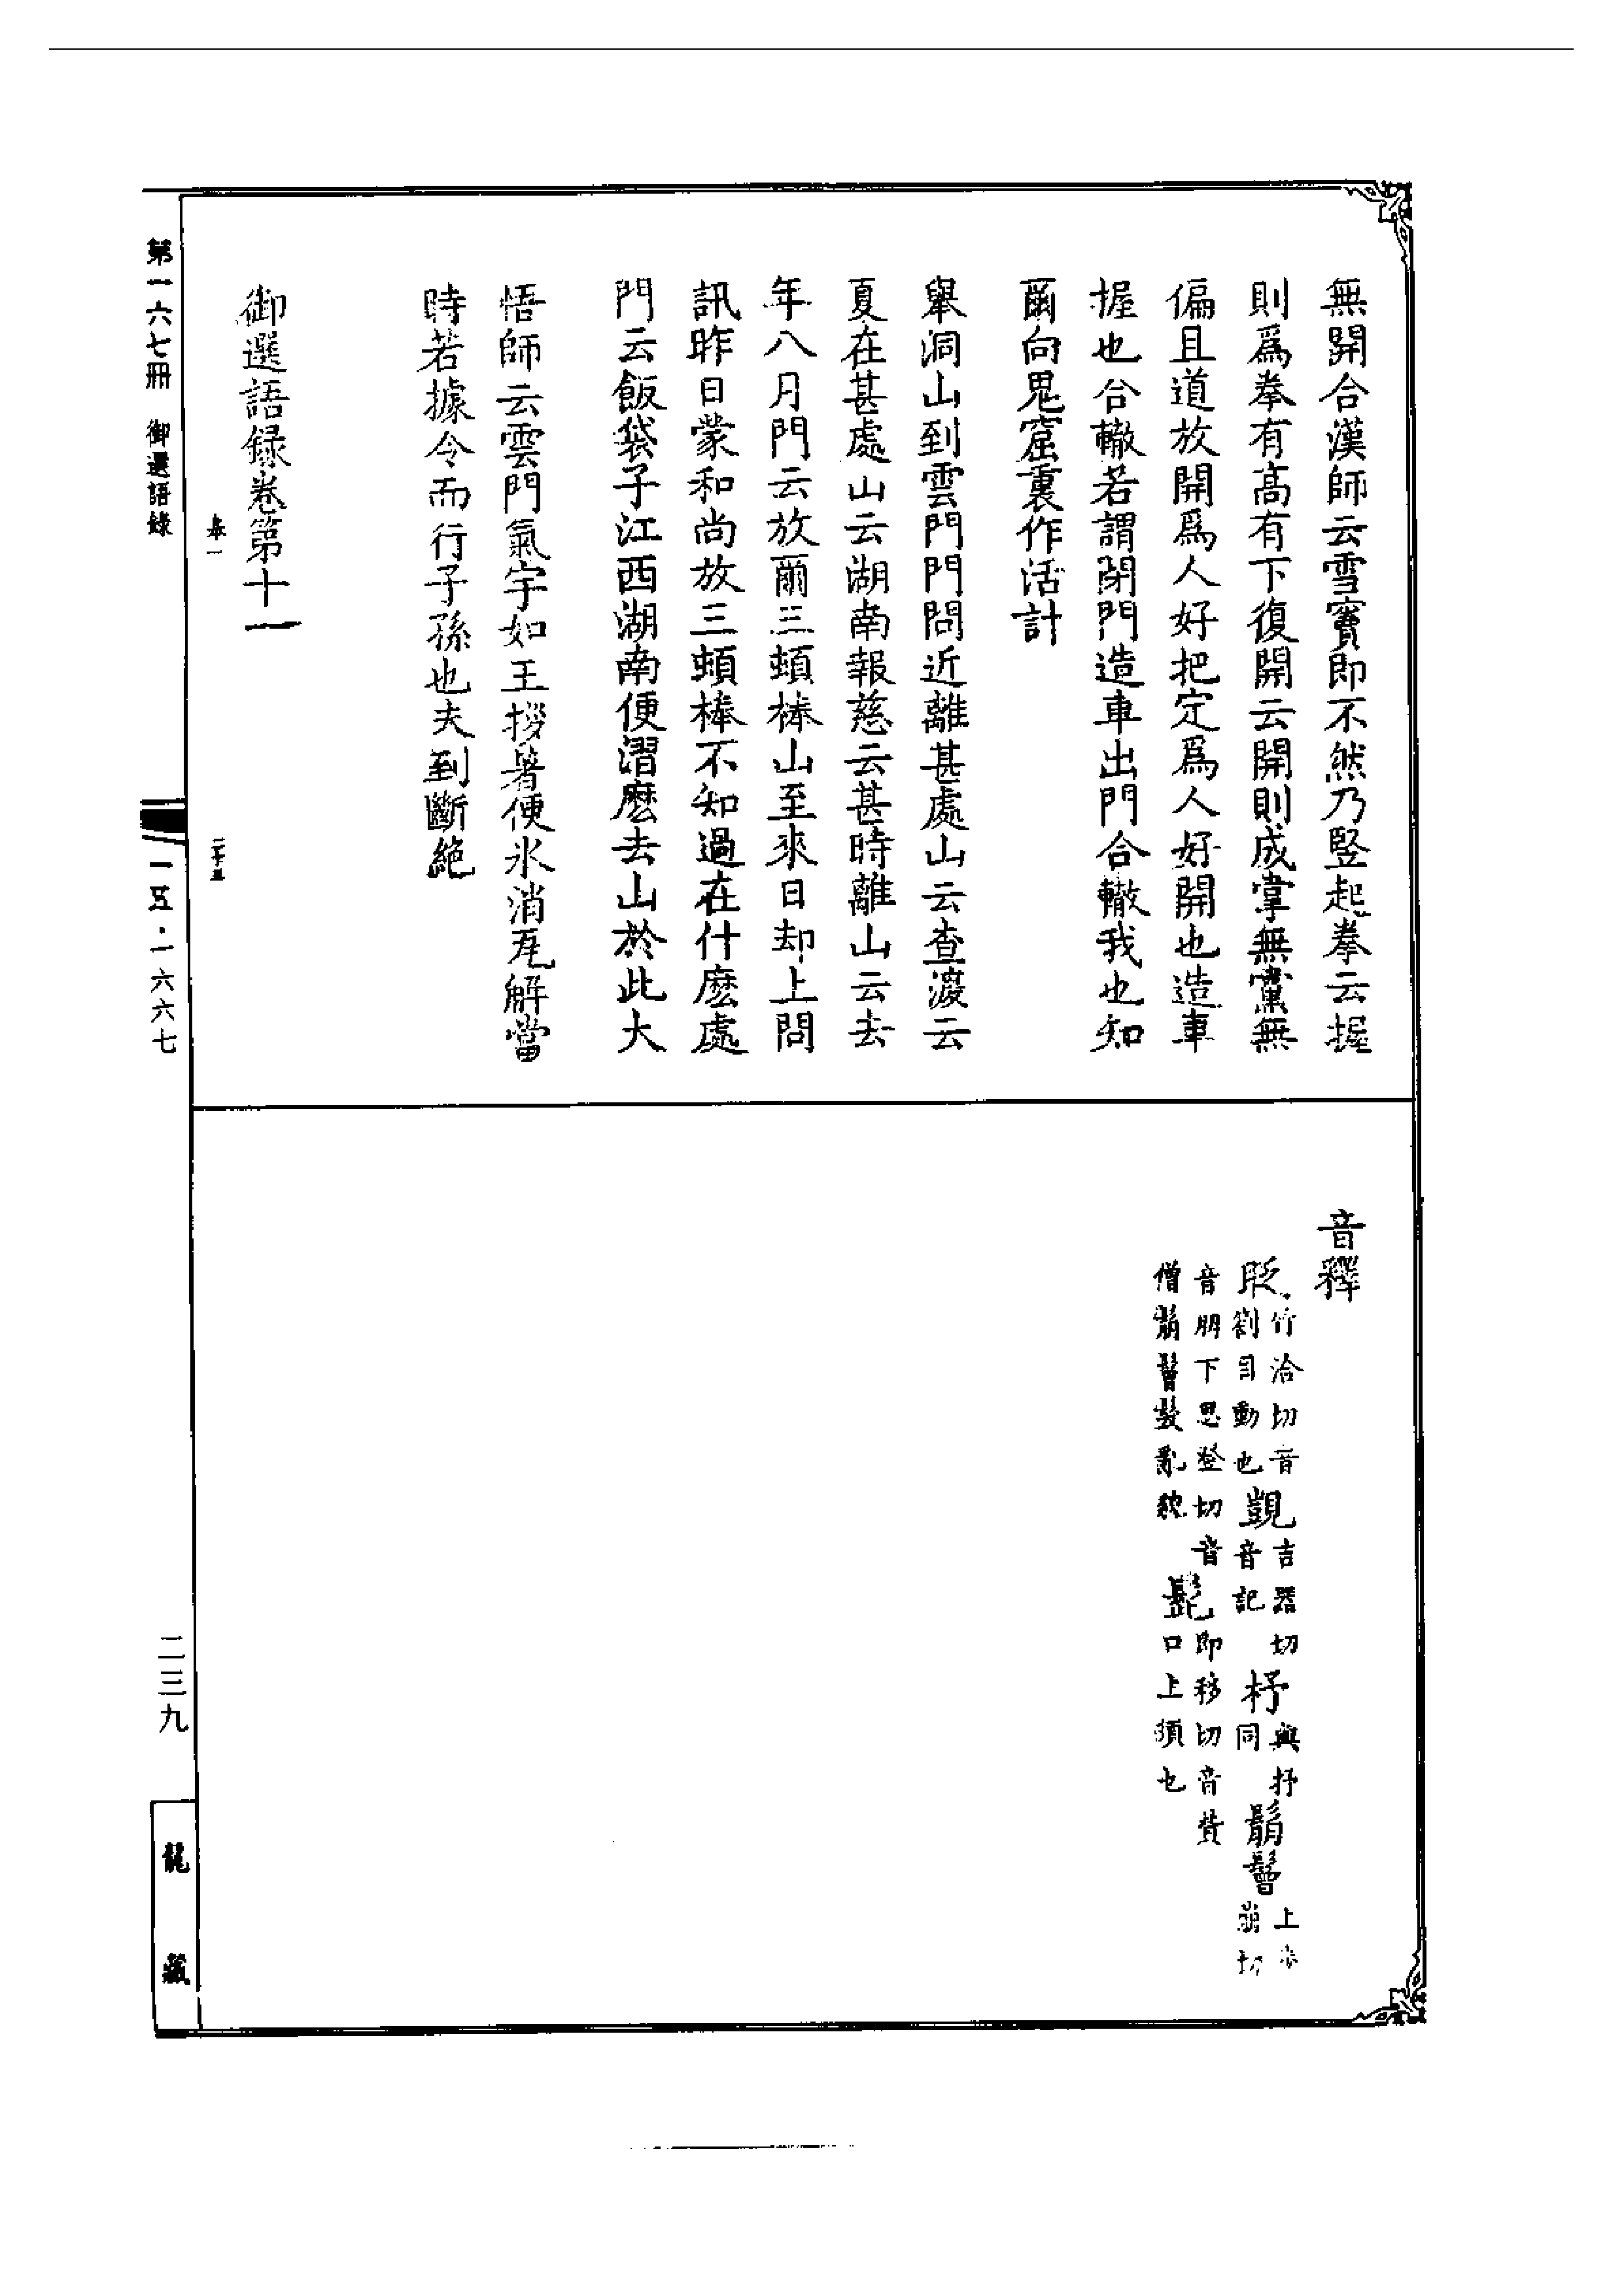 無開合漢師云雪竇即不然乃竪起拳云握
則爲拳有高有下復開云開則成掌無黨無
偏且道放開爲人好把定爲人好開也造車
握也合轍若謂閉門造車出門合轍我也知
爾向鬼窟裏作活計
舉洞山到雲門門問近離甚處山云查渡云
夏在甚處山云湖南報慈云甚時離山云去
年八月門云放爾三頓棒山至來日却上問
訊昨日蒙和尚放三頓棒不知過在什麼處
門云飯袋子江西湖南便漝麽去山於此大
悟師云雲門氣宇如王拶著便氷消瓦解當
時若據令而行子孫也未到斷絶
御選語録卷第十一
二十五
第一六七冊 御選語錄
一五·一六六七
二三九
龍藏
音釋
眨 竹洽切音
劄目動也 覬 吉器切
音記 杼 與抒
同 鬅鬙 上
崩切
音朋下思登切音
僧鬅鬙髮亂貌 髭 即移切音貲
口上須也